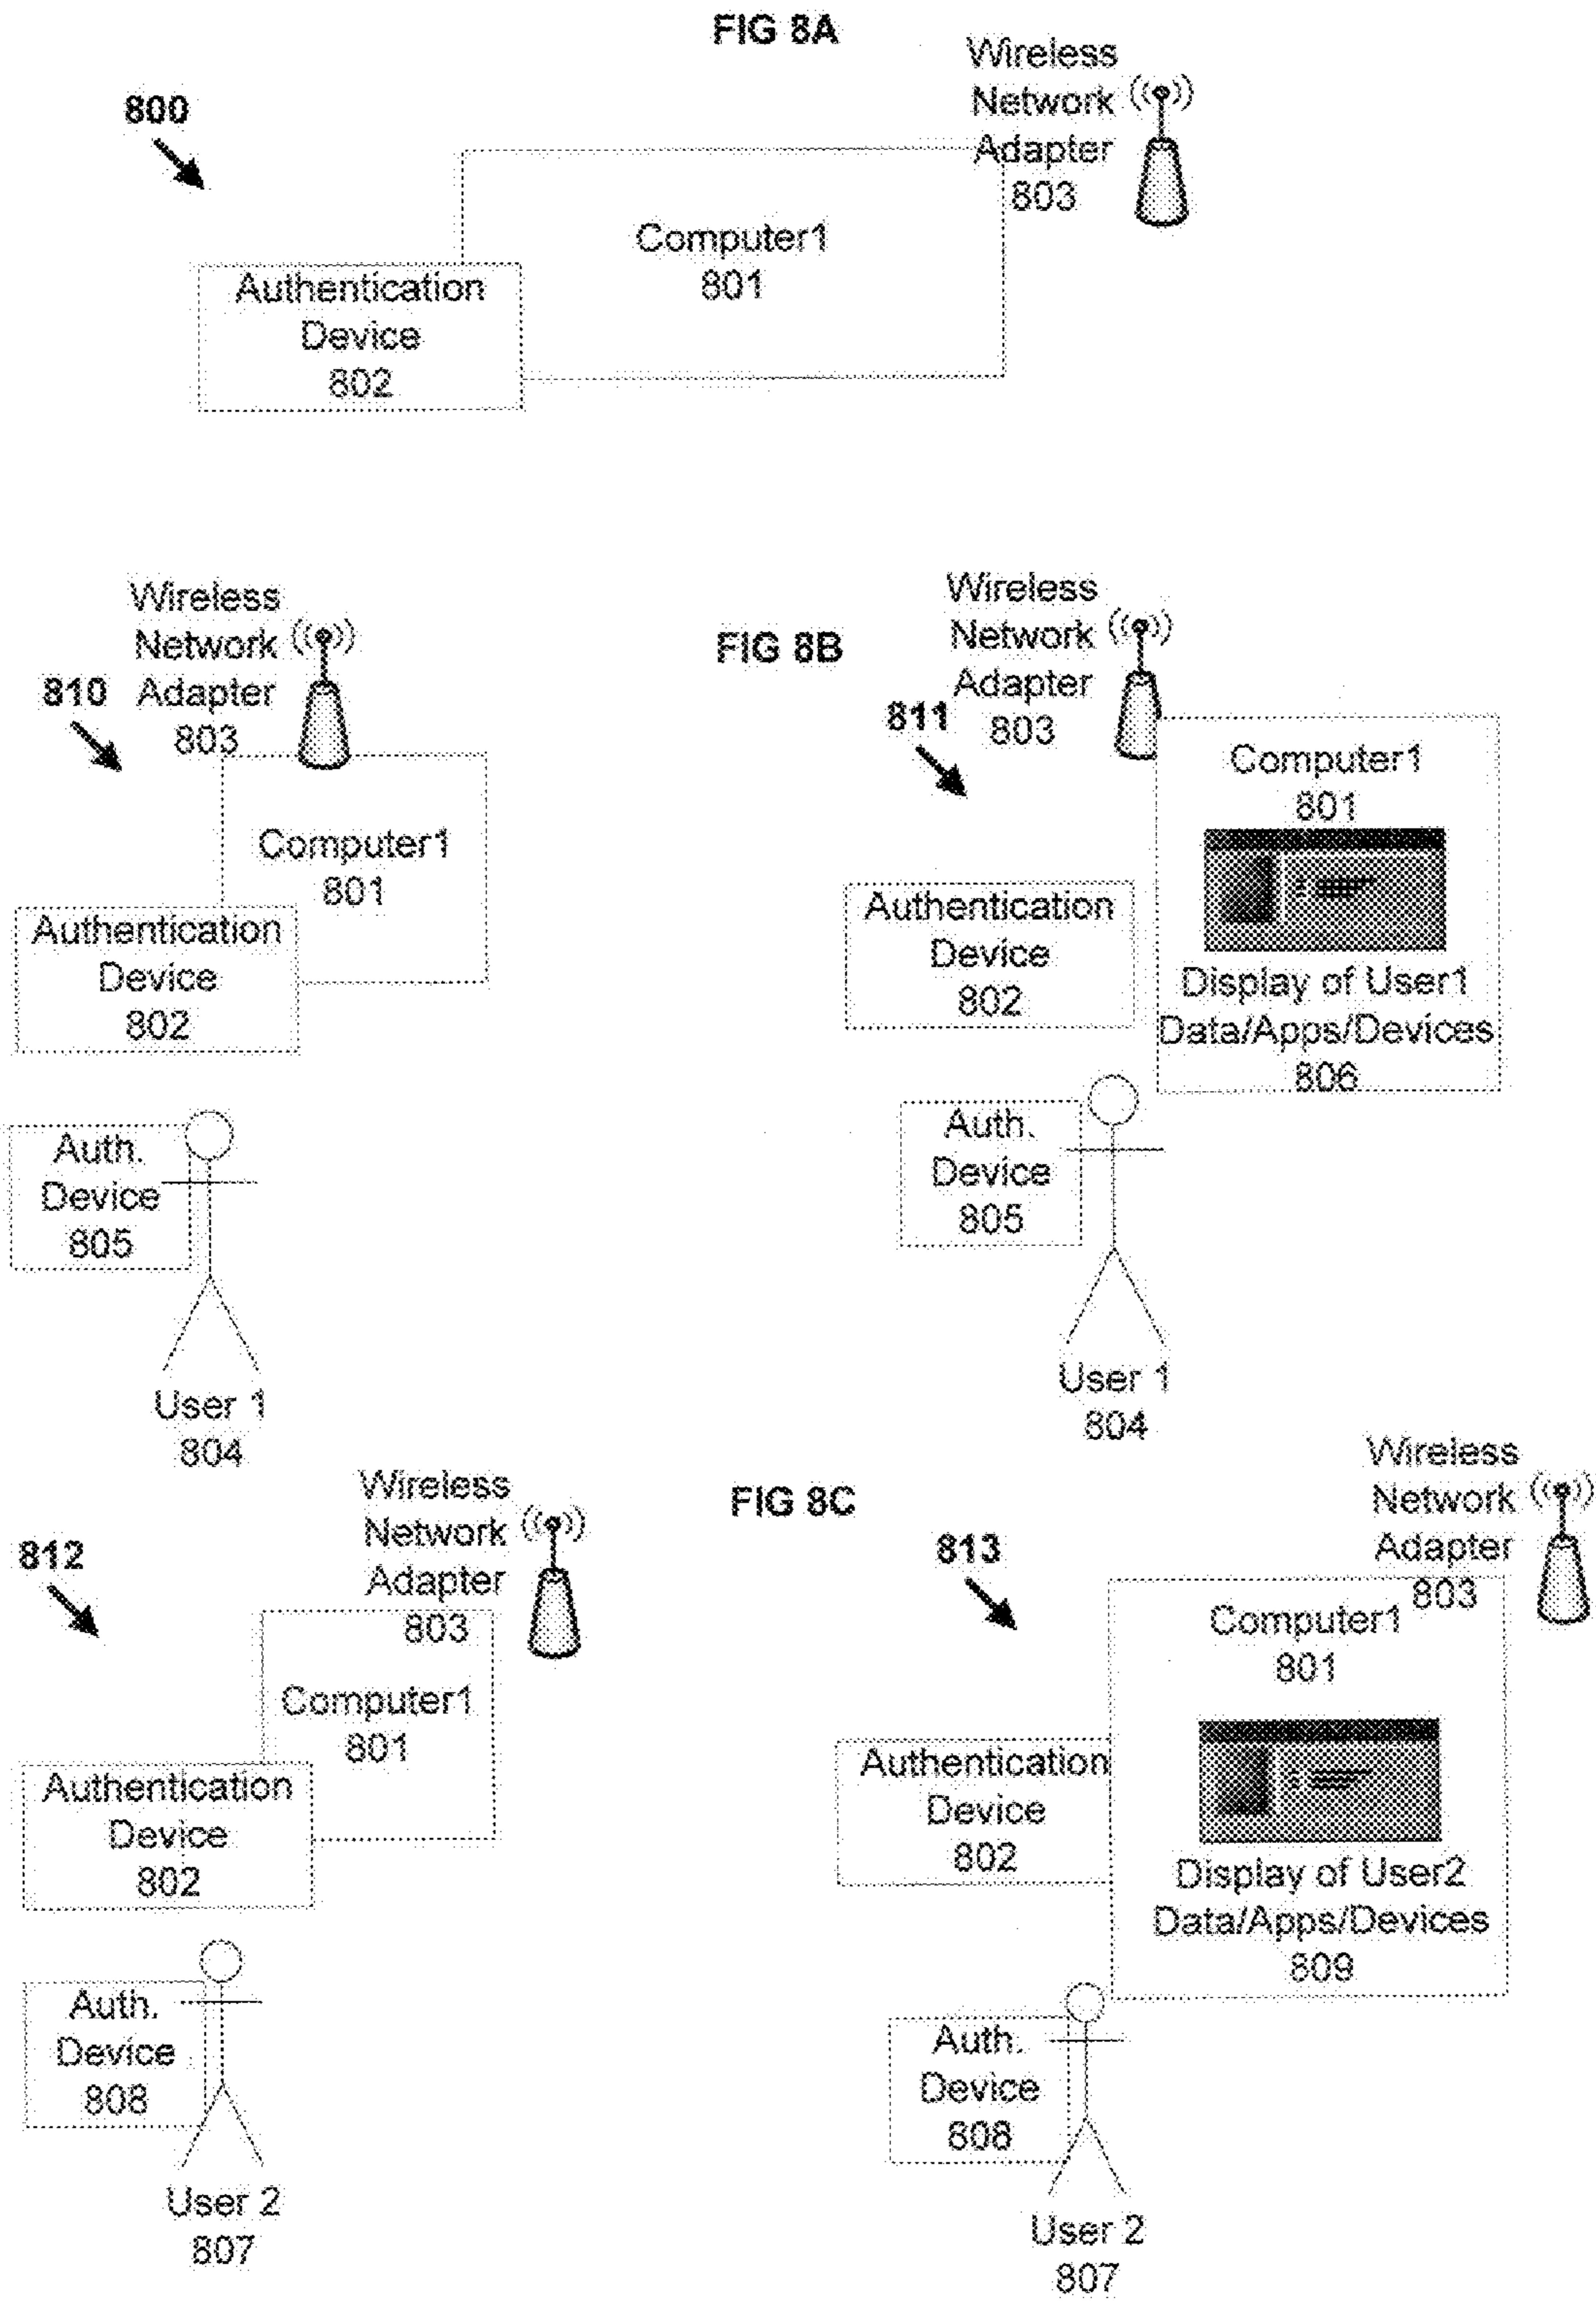 FIG 8A
Wireless
Network
Adapter
803
800
Computer1
801
Authentication
Device
802
FIG 8B
Wireless
Network
Adapter
803
810
Computer1
801
Authentication
Device
802
Auth.
Device
805
User 1
804
Wireless
Network
Adapter
803
811
Computer1
801
Authentication
Device
802
Display of User1
Data/Apps/Devices
806
Auth.
Device
805
User 1
804
FIG 8C
Wireless
Network
Adapter
803
812
Computer1
801
Authentication
Device
802
Auth.
Device
808
User 2
807
Wireless
Network
Adapter
803
813
Computer1
801
Authentication
Device
802
Display of User2
Data/Apps/Devices
809
Auth.
Device
808
User 2
807